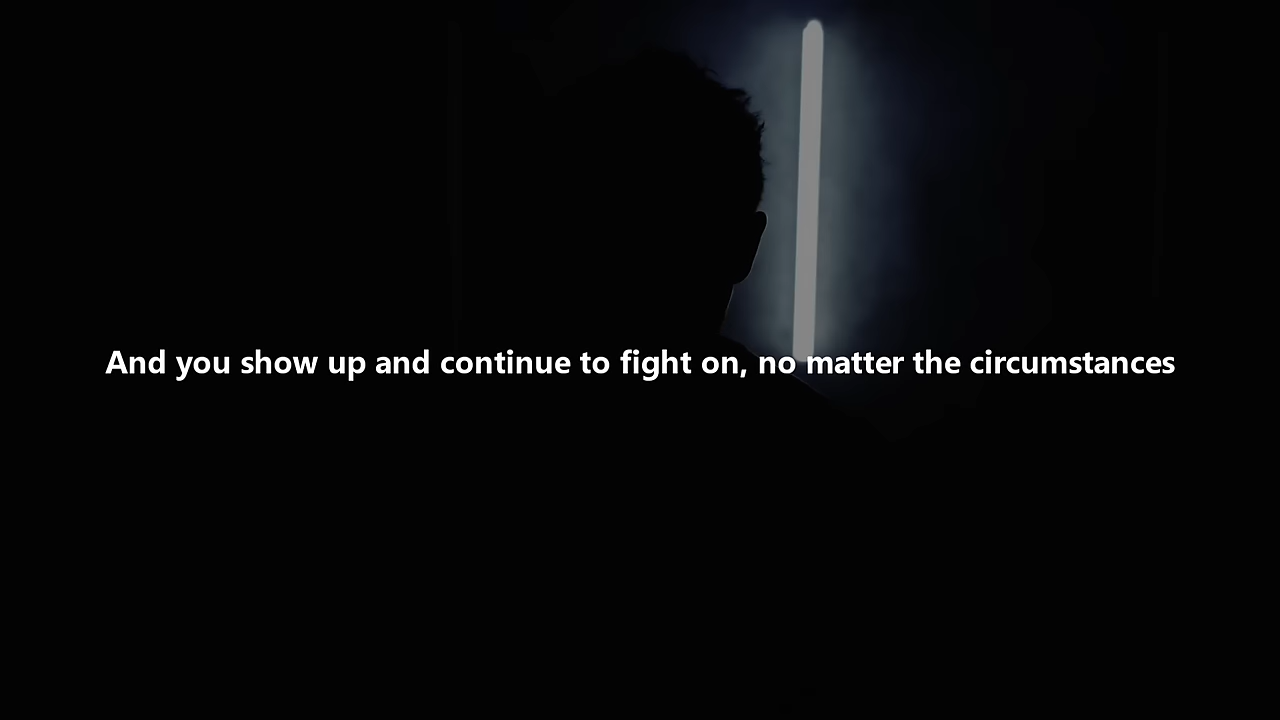 And you show up and continue to fight on, no matter the circumstances